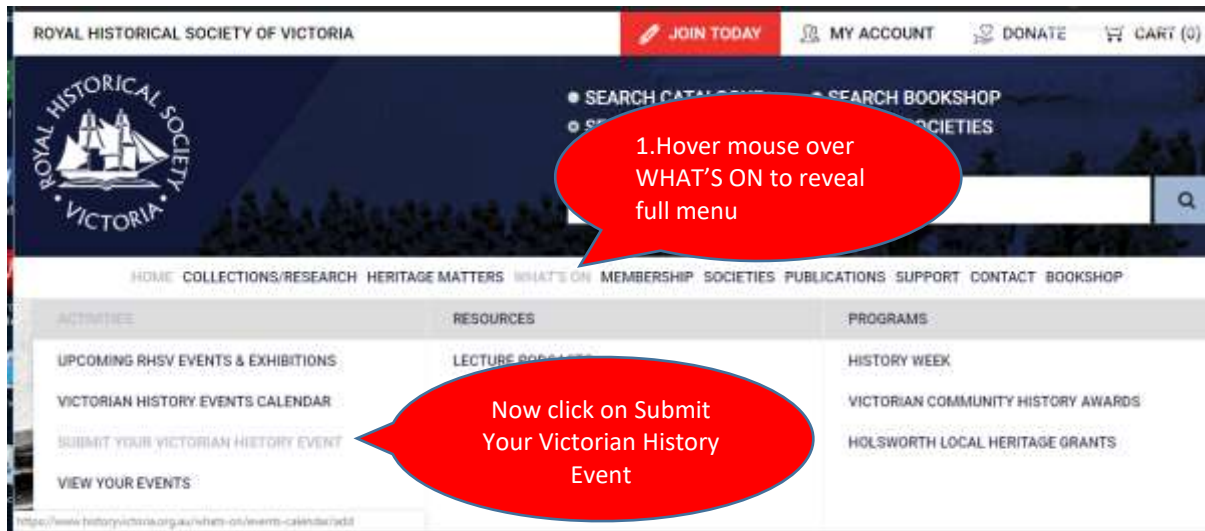 ROYAL HISTORICAL SOCIETY OF VICTORIA
JOIN TODAY MY ACCOUNT DONATE CART (0)
ROYAL HISTORICAL SOCIETY
VICTORIA
SEARCH SEARCH BOOKSHOP
1.Hover mouse over
WHAT'S ON to reveal
full menu
HOME COLLECTIONS/RESEARCH HERITAGE MATTERS WHAT'S ON MEMBERSHIP SOCIETIES PUBLICATIONS SUPPORT CONTACT BOOKSHOP
ACTIVITIES RESOURCES PROGRAMS
UPCOMING RHSV EVENTS & EXHIBITIONS LECTURE HISTORY WEEK
VICTORIAN HISTORY EVENTS CALENDAR VICTORIAN COMMUNITY HISTORY AWARDS
Now click on Submit
Your Victorian History
Event
SUBMIT YOUR VICTORIAN HISTORY EVENT HOLSWORTH LOCAL HERITAGE GRANTS
VIEW YOUR EVENTS
https://www.historyvictoria.org.au/whats-on/events-calendar/add